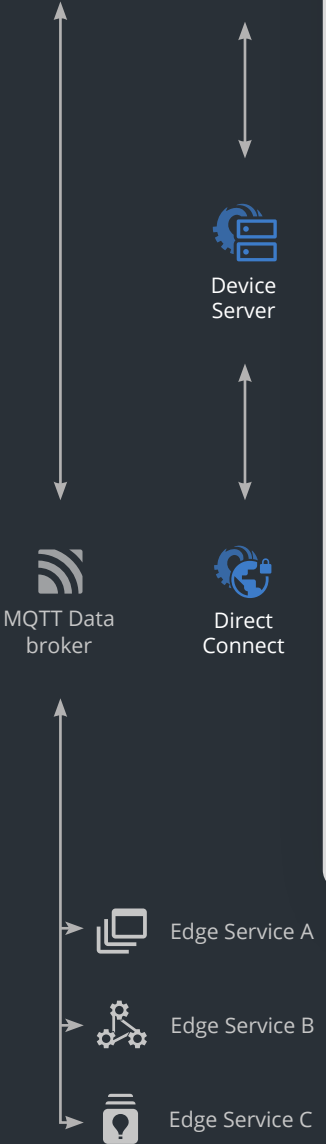 Device
Server
MQTT Data
broker
Direct
Connect
Edge Service A
Edge Service B
Edge Service C